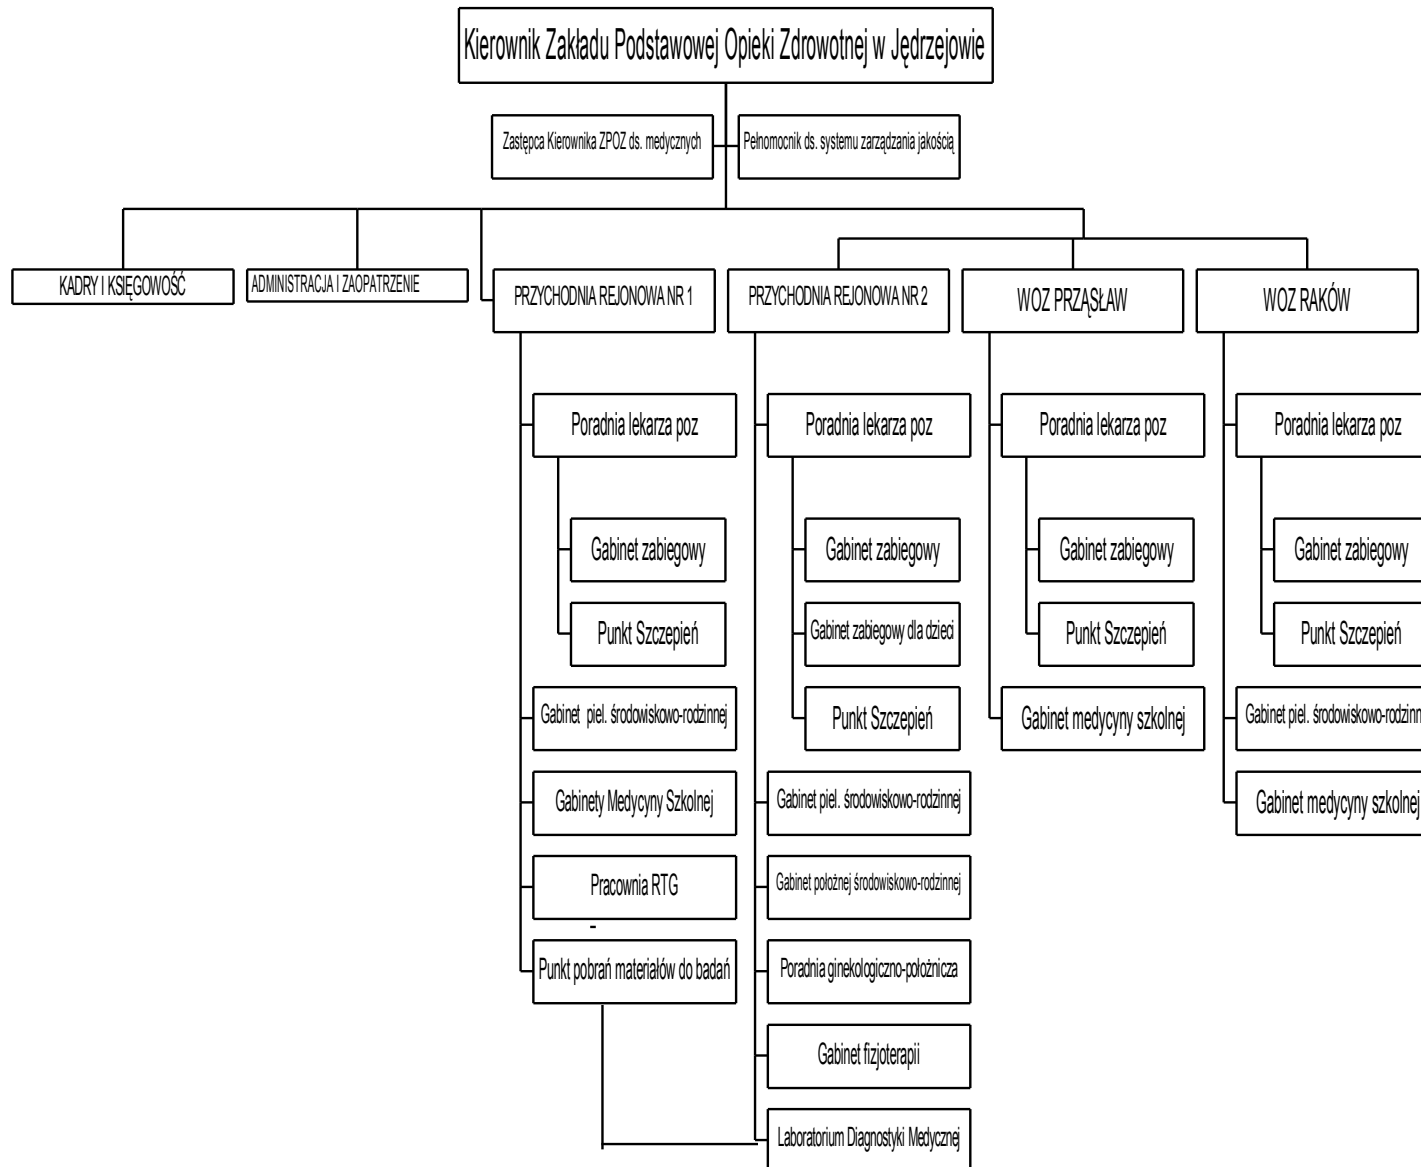 Kierownik Zakładu Podstawowej Opieki Zdrowotnej w Jędrzejowie
Zastępca Kierownika ZPOZ ds. medycznych
Pełnomocnik ds. systemu zarządzania jakością
KADRY I KSIĘGOWOŚĆ
ADMINISTRACJA I ZAOPATRZENIE
PRZYCHODNIA REJONOWA NR 1
PRZYCHODNIA REJONOWA NR 2
WOZ PRZĄSŁAW
WOZ RAKÓW
Poradnia lekarza poz
Poradnia lekarza poz
Poradnia lekarza poz
Poradnia lekarza poz
Gabinet zabiegowy
Gabinet zabiegowy
Gabinet zabiegowy
Gabinet zabiegowy
Punkt Szczepień
Gabinet zabiegowy dla dzieci
Punkt Szczepień
Punkt Szczepień
Gabinet piel. środowiskowo-rodzinnej
Punkt Szczepień
Gabinet medycyny szkolnej
Gabinet piel. środowiskowo-rodzinn
Gabinety Medycyny Szkolnej
Gabinet piel. środowiskowo-rodzinnej
Gabinet medycyny szkolnej
Pracownia RTG
Gabinet położnej środowiskowo-rodzinnej
-
Punkt pobrań materiałów do badań
Poradnia ginekologiczno-położnicza
Gabinet fizjoterapii
Laboratorium Diagnostyki Medycznej